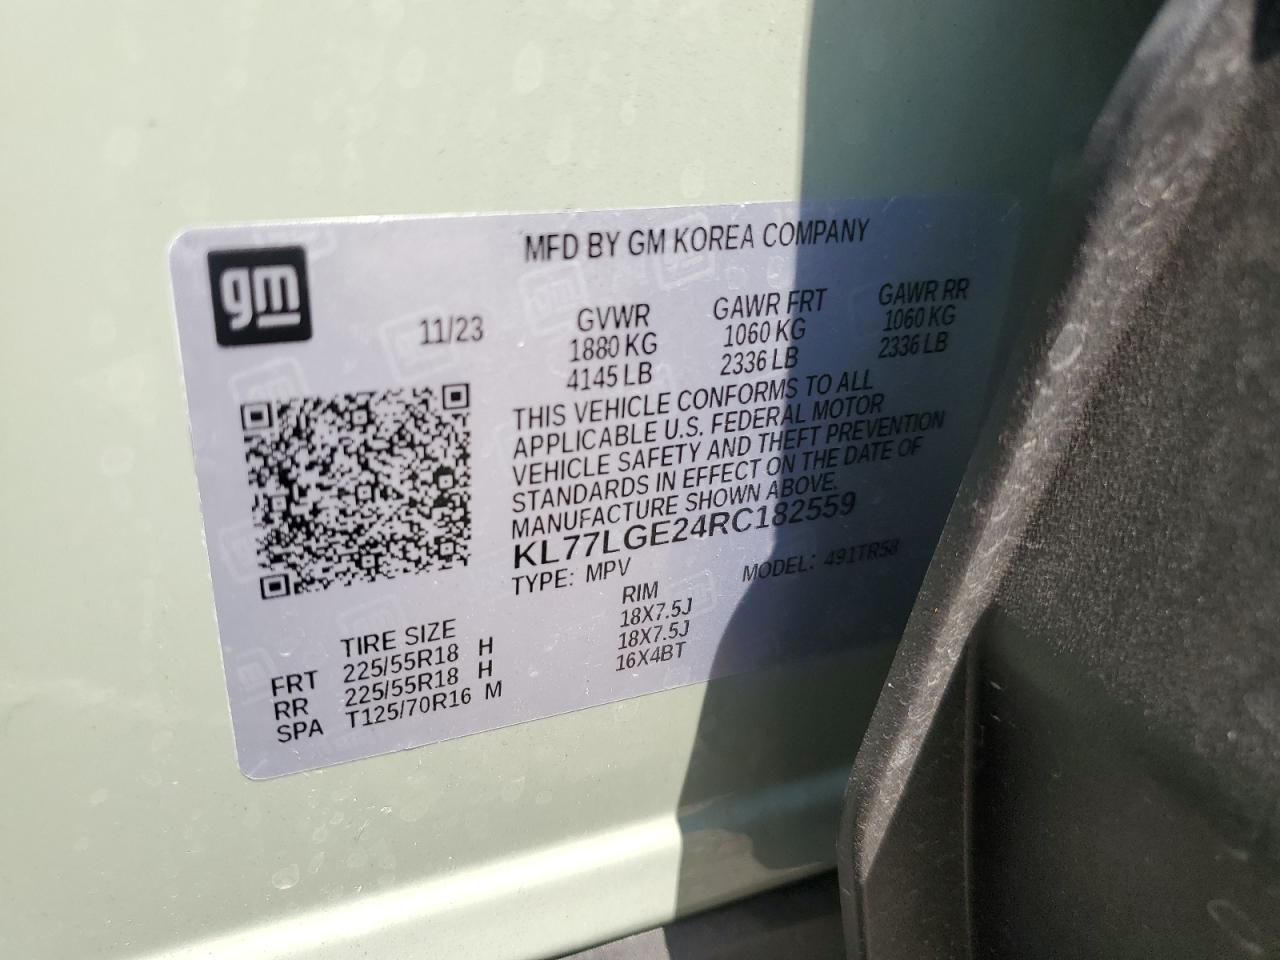 gm
MFD BY GM KOREA COMPANY
11/23
GVWR GAWR FRT GAWR RR
1880 KG 1060 KG 1060 KG
4145 LB 2336 LB 2336 LB
THIS VEHICLE CONFORMS TO ALL
APPLICABLE U.S. FEDERAL MOTOR
VEHICLE SAFETY AND THEFT PREVENTION
STANDARDS IN EFFECT ON THE DATE OF
MANUFACTURE SHOWN ABOVE.
KL77LGE24RC182559
TYPE: MPV MODEL: 491TR58
TIRE SIZE RIM
FRT 225/55R18 H 18X7.5J
RR 225/55R18 H 18X7.5J
SPA T125/70R16 M 16X4BT